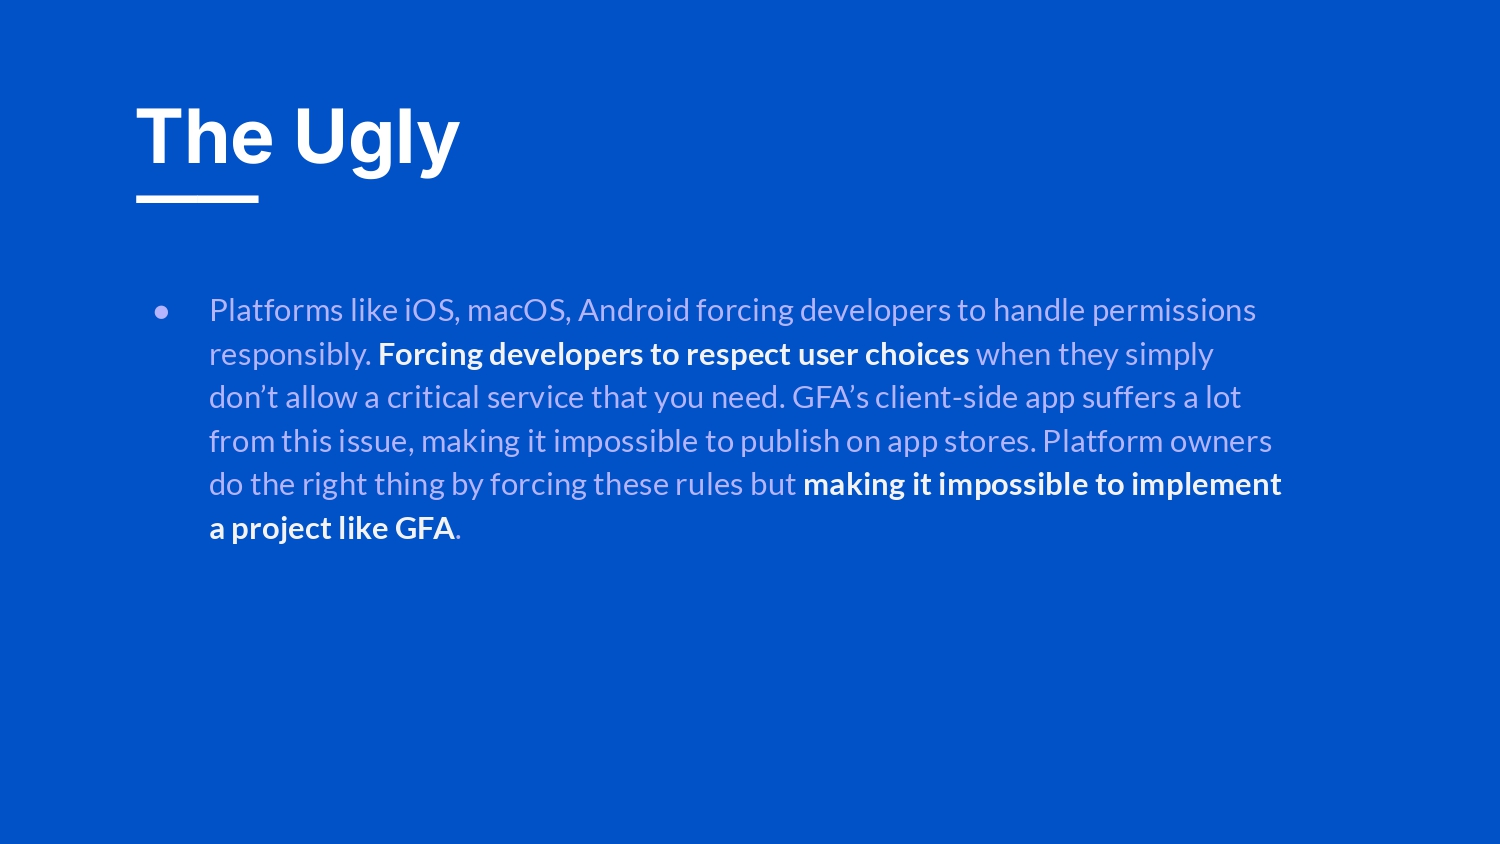 The Ugly
● Platforms like iOS, macOS, Android forcing developers to handle permissions
responsibly. Forcing developers to respect user choices when they simply
don’t allow a critical service that you need. GFA’s client-side app suffers a lot
from this issue, making it impossible to publish on app stores. Platform owners
do the right thing by forcing these rules but making it impossible to implement
a project like GFA.